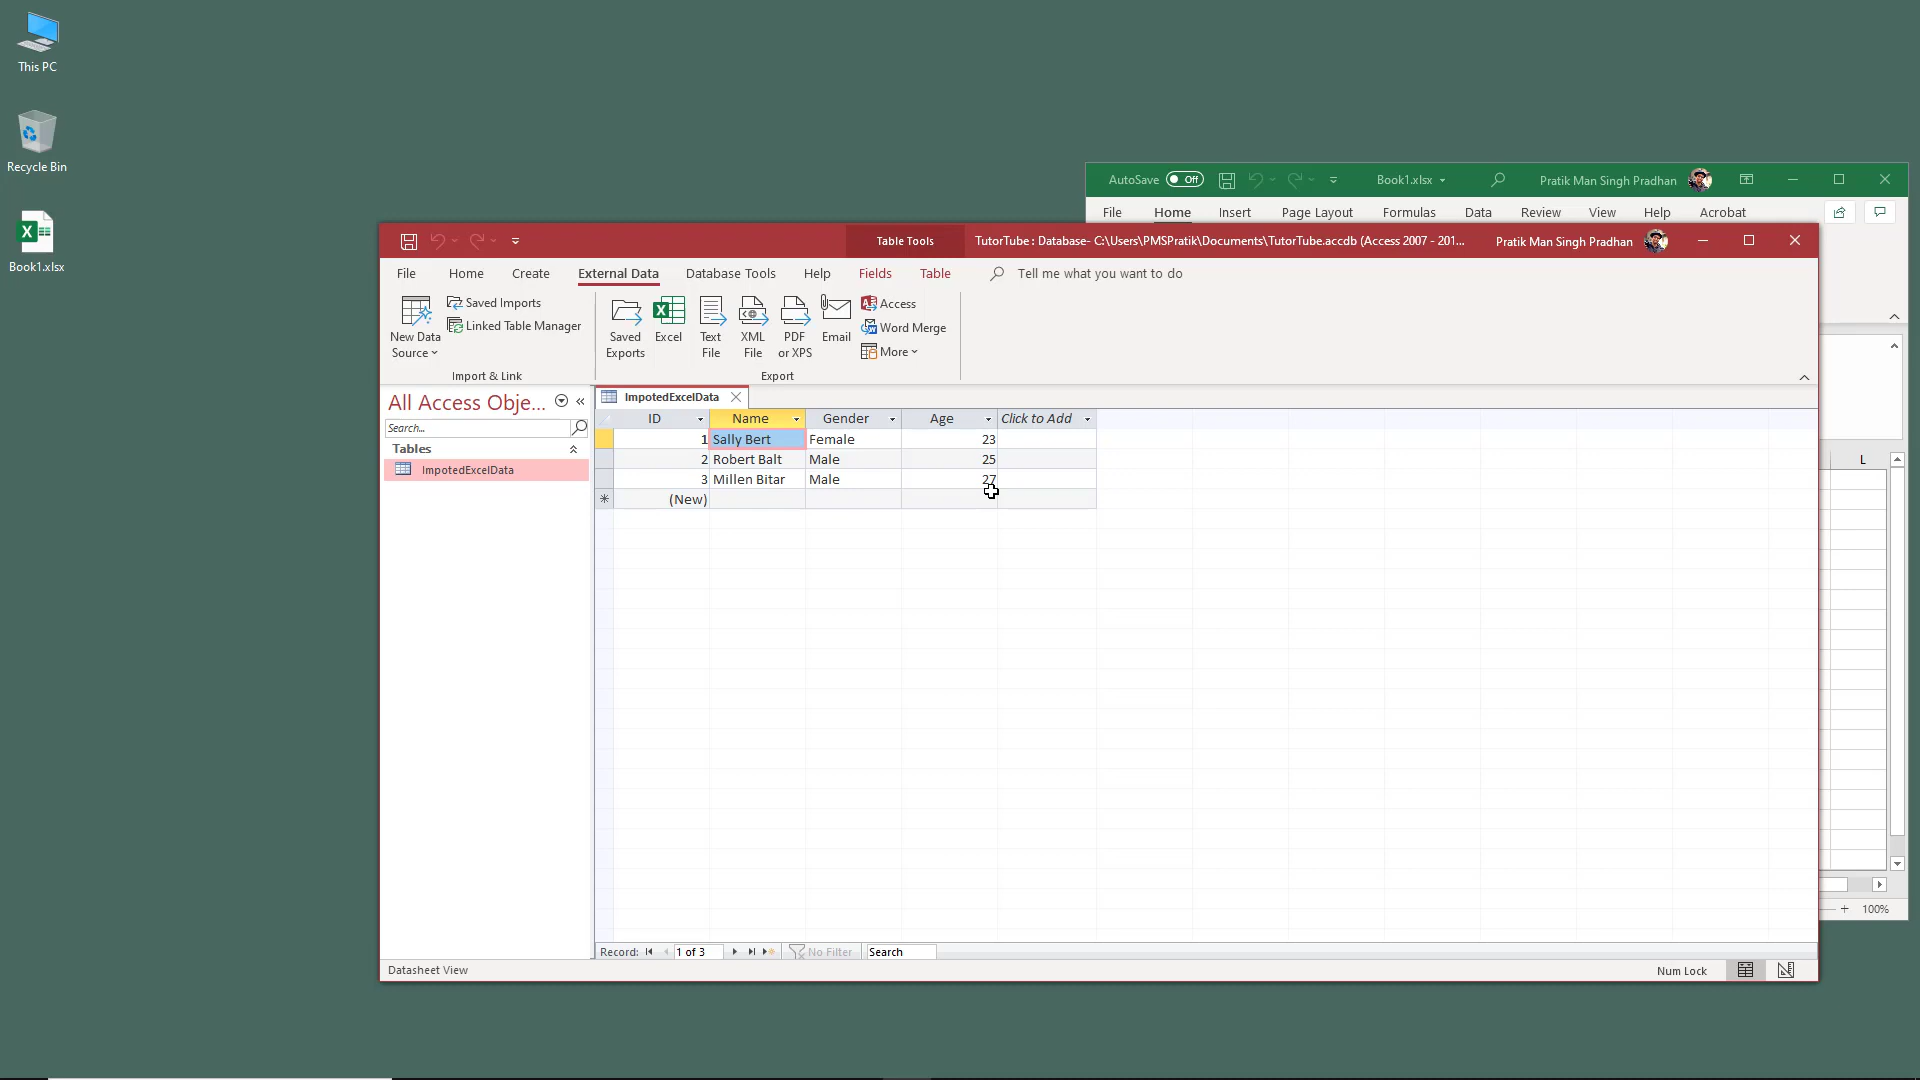 This PC
Recycle Bin
Book1.xlsx
AutoSave Off Book1.xlsx Pratik Man Singh Pradhan
File Home Insert Page Layout Formulas Data Review View Help Acrobat
Table Tools TutorTube : Database- C:\Users\PMSPratik\Documents\TutorTube.accdb (Access 2007 - 201... Pratik Man Singh Pradhan
File Home Create External Data Database Tools Help Fields Table Tell me what you want to do
New Data Source
Saved Imports
Linked Table Manager
Import & Link
Saved Exports
Excel
Text File
XML File
PDF or XPS
Email
Access
Word Merge
More
Export
All Access Obje...
Search...
Tables
ImpotedExcelData
ImpotedExcelData
ID Name Gender Age Click to Add
1 Sally Bert Female 23
2 Robert Balt Male 25
3 Millen Bitar Male 27
(New)
Record: 1 of 3 No Filter Search
Datasheet View Num Lock
L
100%